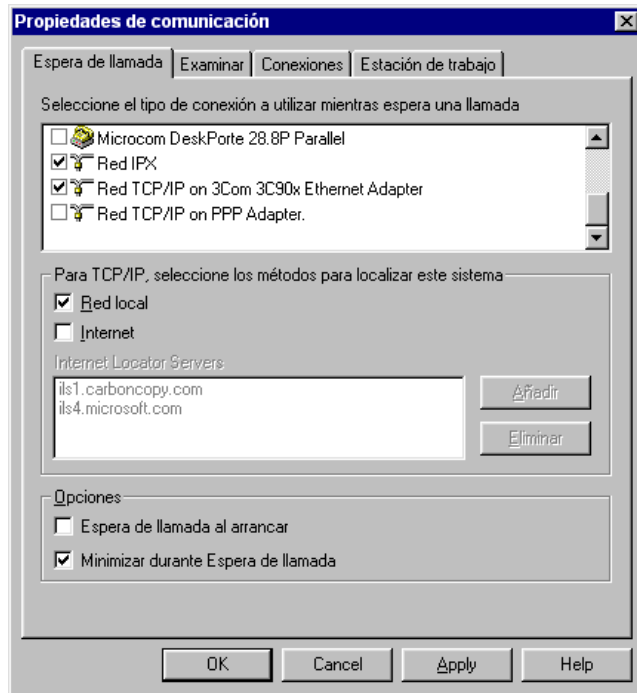 Propiedades de comunicación
Espera de llamada Examinar Conexiones Estación de trabajo
Seleccione el tipo de conexión a utilizar mientras espera una llamada
Microcom DeskPorte 28.8P Parallel
Red IPX
Red TCP/IP on 3Com 3C90x Ethernet Adapter
Red TCP/IP on PPP Adapter.
Para TCP/IP, seleccione los métodos para localizar este sistema
Red local
Internet
Internet Locator Servers
ils1.carboncopy.com
ils4.microsoft.com
Añadir
Eliminar
Opciones
Espera de llamada al arrancar
Minimizar durante Espera de llamada
OK Cancel Apply Help